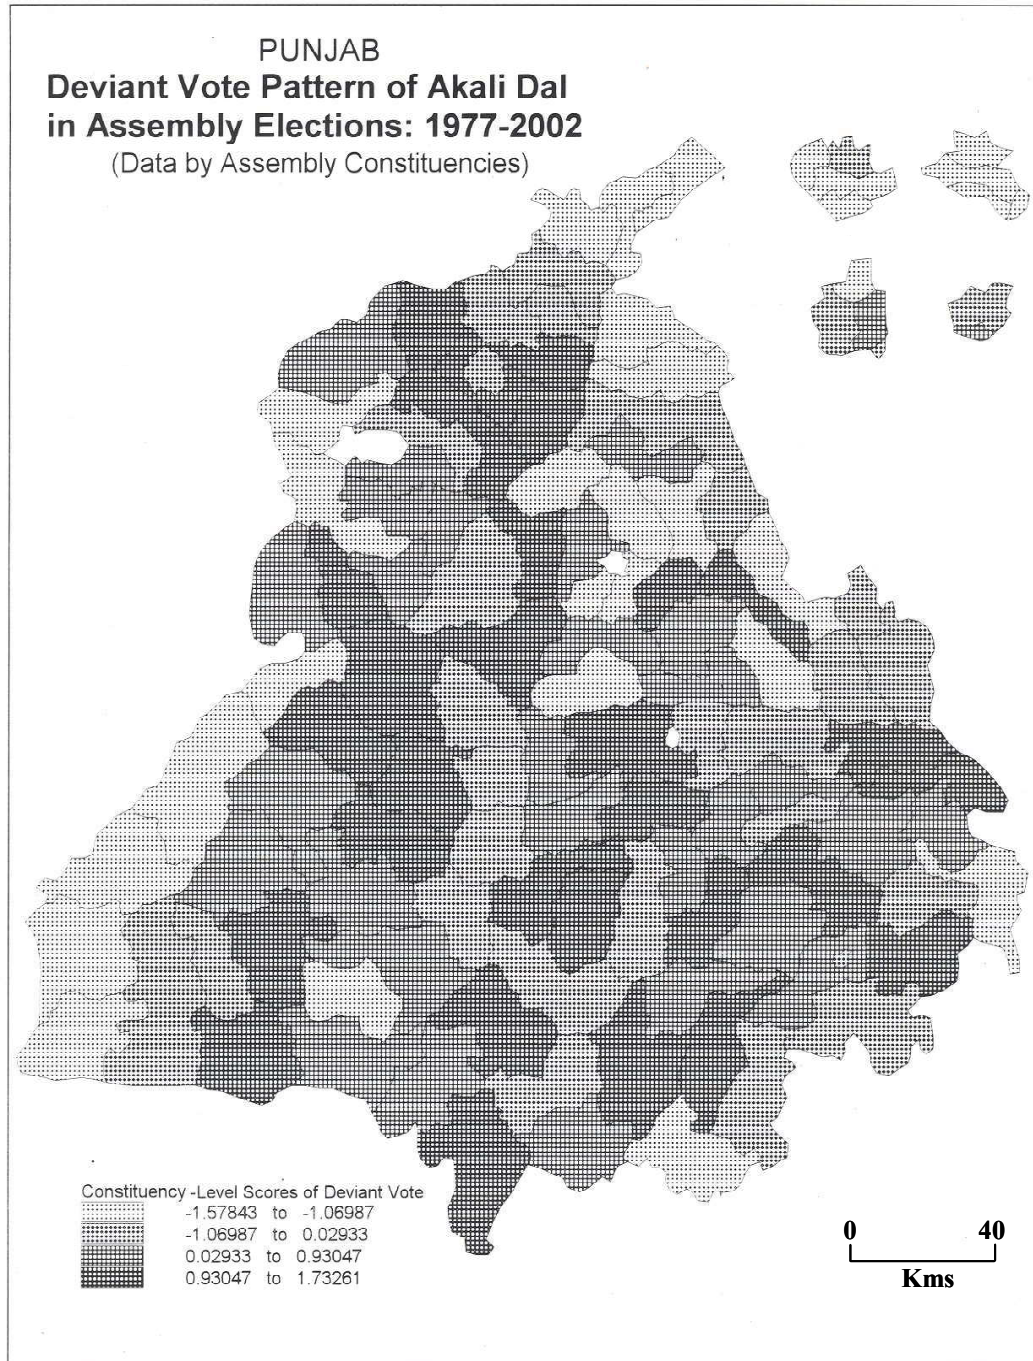 PUNJAB
Deviant Vote Pattern of Akali Dal
in Assembly Elections: 1977-2002
(Data by Assembly Constituencies)
Constituency -Level Scores of Deviant Vote
-1.57843 to -1.06987
-1.06987 to 0.02933
0.02933 to 0.93047
0.93047 to 1.73261
0 40
Kms